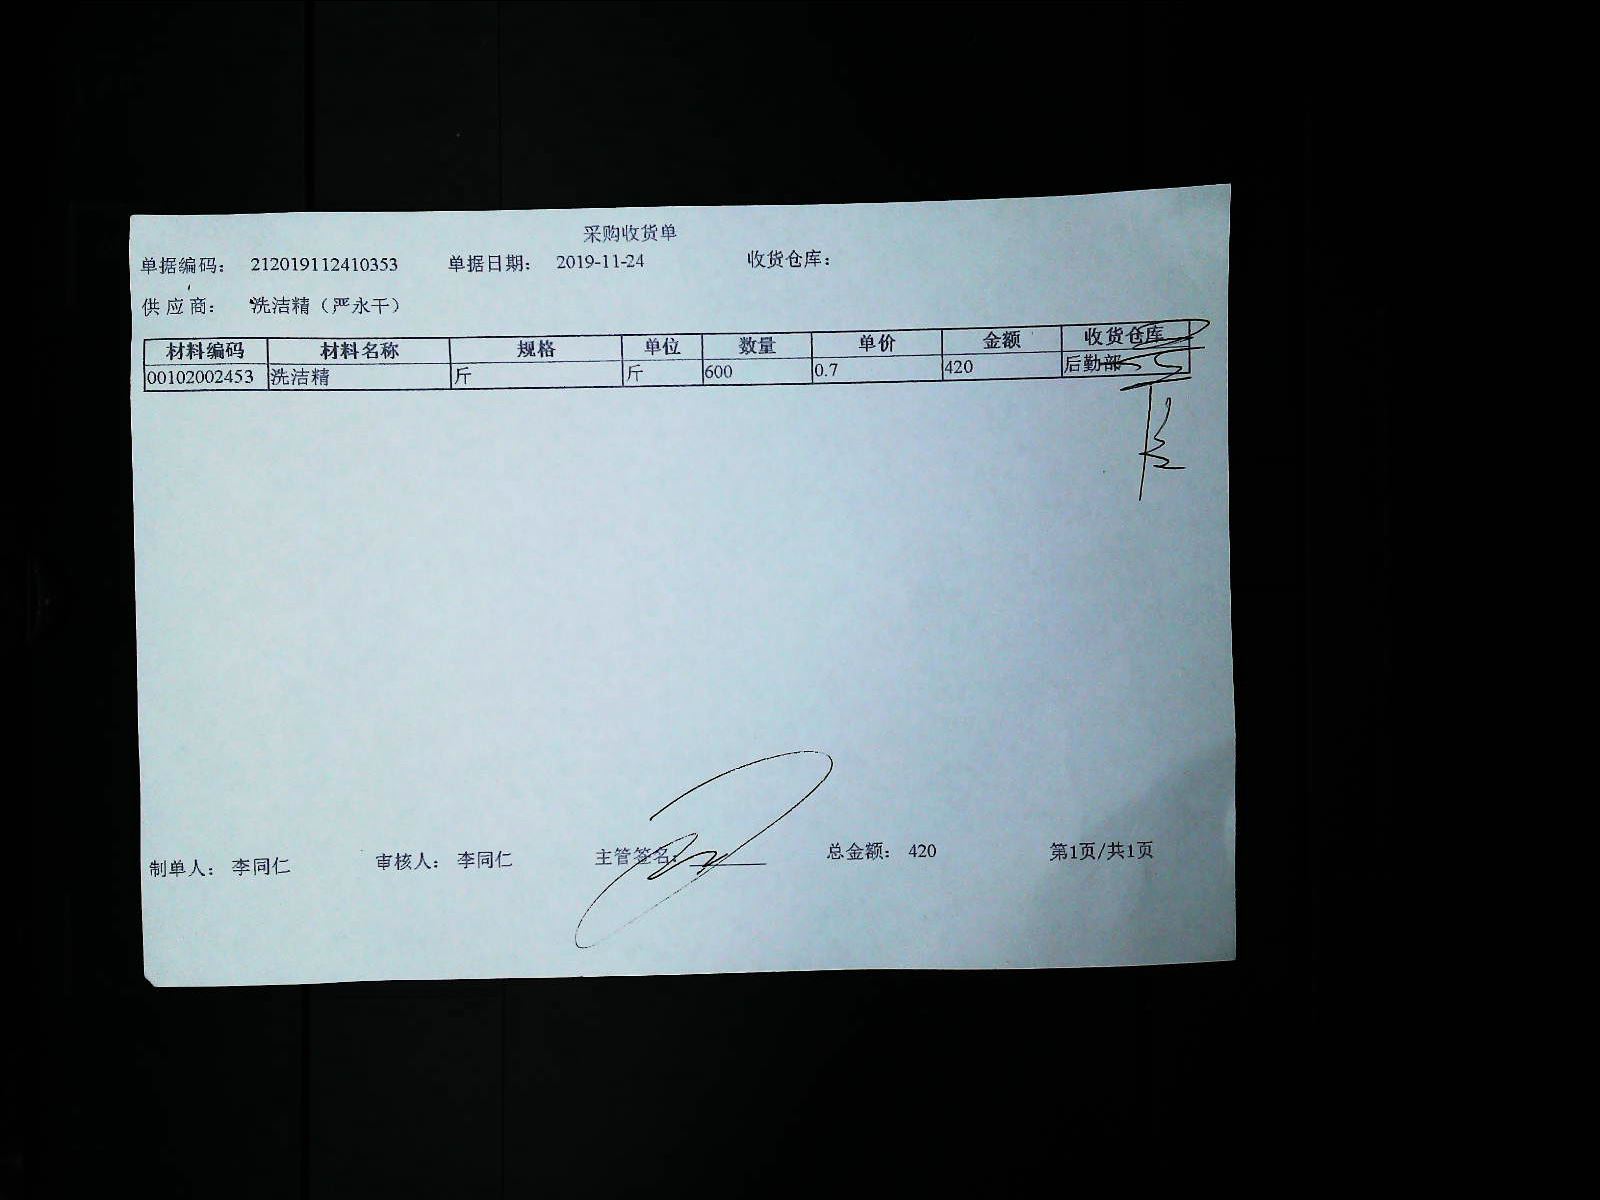 采购收货单
单据编码： 212019112410353 单据日期： 2019-11-24 收货仓库：
供应商： 洗洁精（严永干）
材料编码 材料名称 规格 单位 数量 单价 金额 收货仓库
00102002453 洗洁精 斤 斤 600 0.7 420 后勤部
制单人： 李同仁 审核人： 李同仁 主管签名： 总金额： 420 第1页/共1页